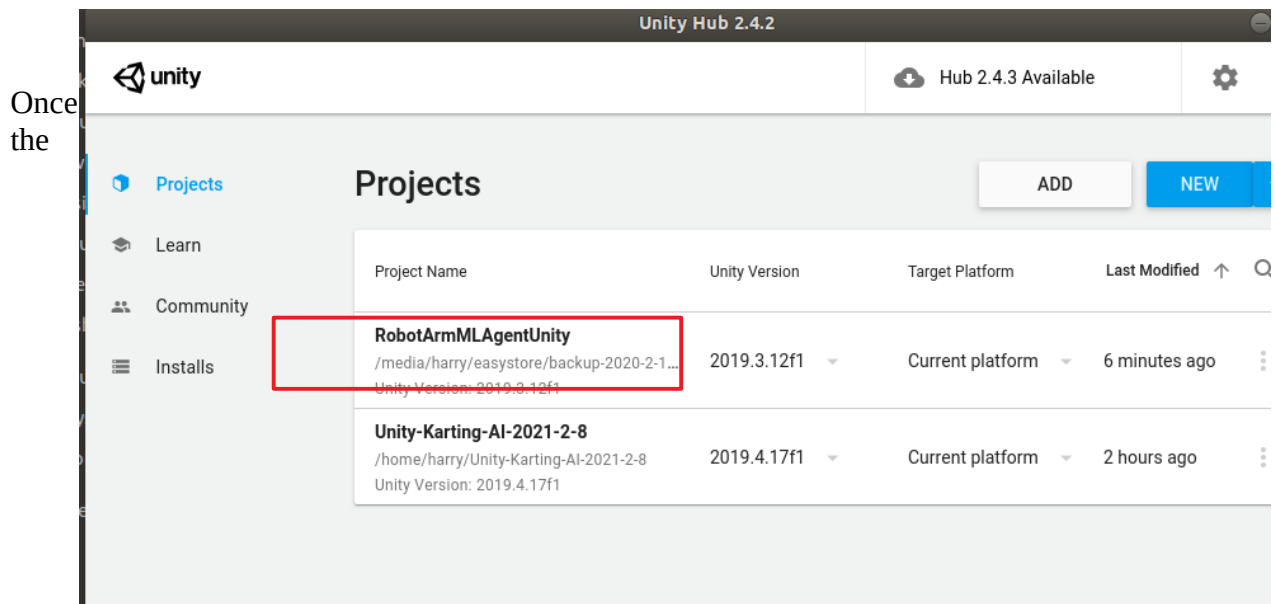 Unity Hub 2.4.2
unity
Hub 2.4.3 Available
Once
the
Projects
Learn
Community
Installs
Projects
ADD
NEW
Project Name
Unity Version
Target Platform
Last Modified
RobotArmMLAgentUnity
/media/harry/easystore/backup-2020-2-1...
Unity Version: 2019.3.12f1
2019.3.12f1
Current platform
6 minutes ago
Unity-Karting-AI-2021-2-8
/home/harry/Unity-Karting-AI-2021-2-8
Unity Version: 2019.4.17f1
2019.4.17f1
Current platform
2 hours ago